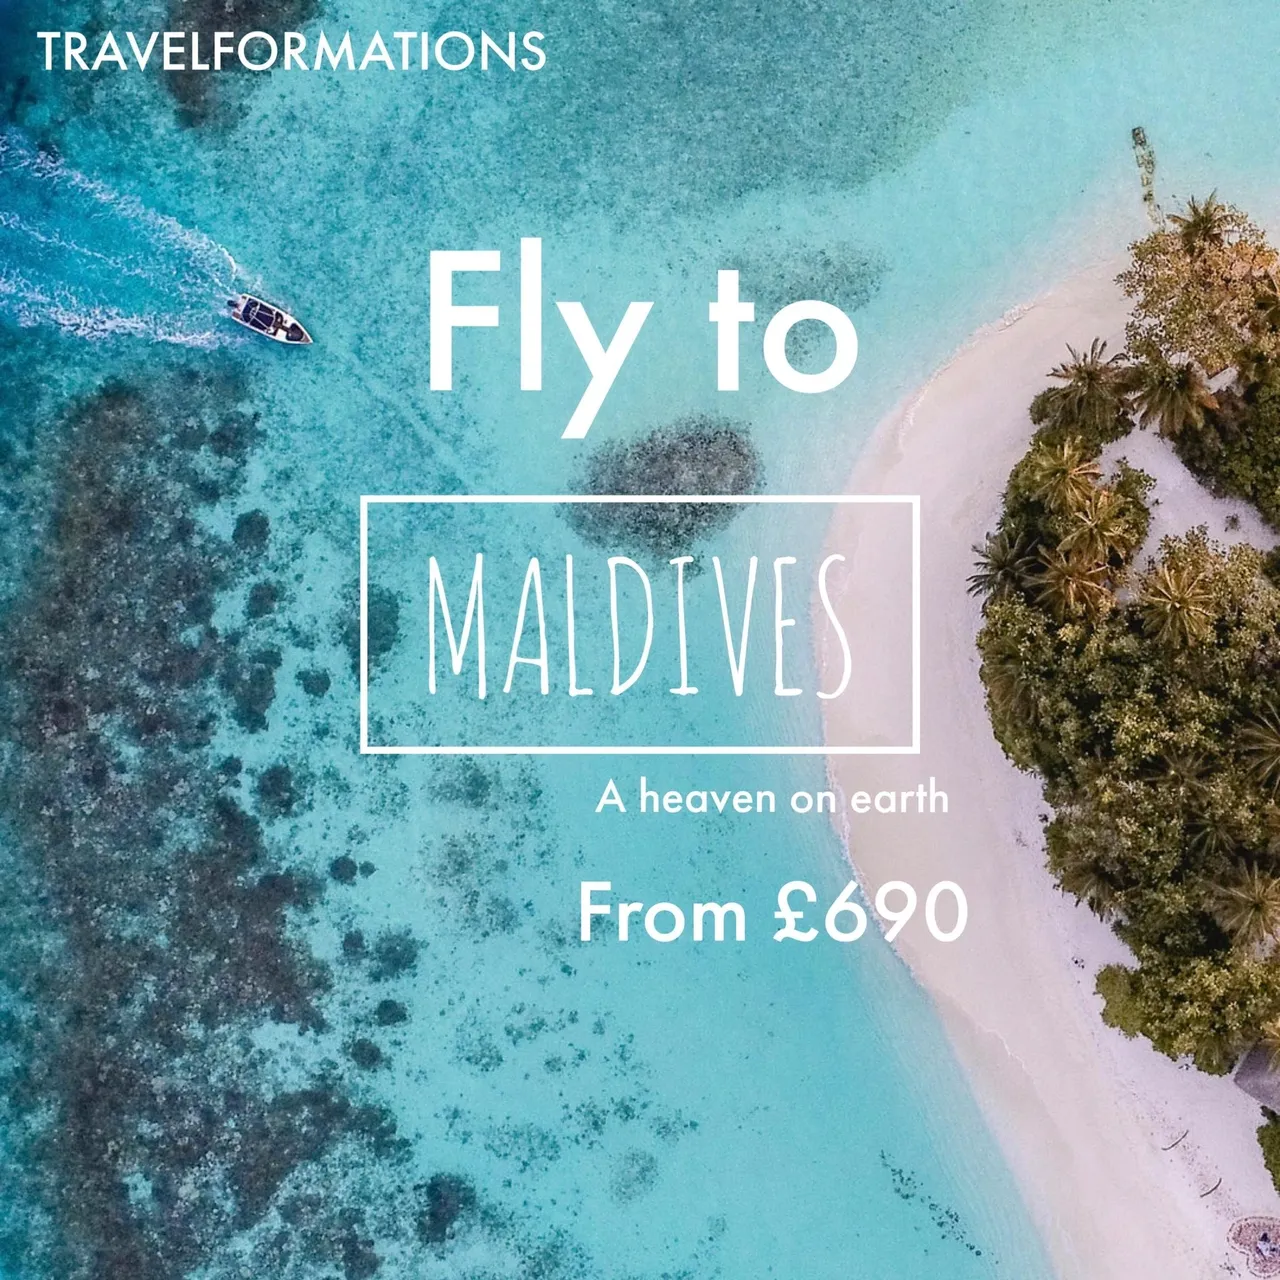 TRAVELFORMATIONS
Fly to
MALDIVES
A heaven on earth
From £690